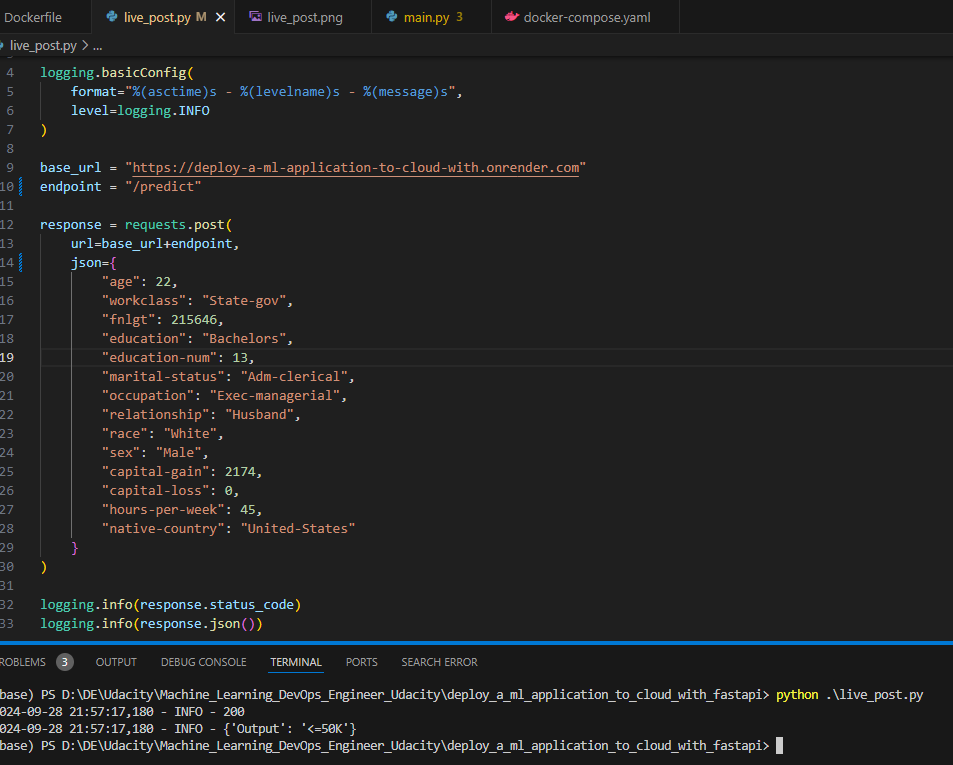 Dockerfile live_post.py M × live_post.png main.py 3 docker-compose.yaml
live_post.py > ...
4 logging.basicConfig(
5 format="%(asctime)s - %(levelname)s - %(message)s",
6 level=logging.INFO
7 )
8
9 base_url = "https://deploy-a-ml-application-to-cloud-with.onrender.com"
10 endpoint = "/predict"
11
12 response = requests.post(
13 url=base_url+endpoint,
14 json={
15 "age": 22,
16 "workclass": "State-gov",
17 "fnlgt": 215646,
18 "education": "Bachelors",
19 "education-num": 13,
20 "marital-status": "Adm-clerical",
21 "occupation": "Exec-managerial",
22 "relationship": "Husband",
23 "race": "White",
24 "sex": "Male",
25 "capital-gain": 2174,
26 "capital-loss": 0,
27 "hours-per-week": 45,
28 "native-country": "United-States"
29 }
30 )
31
32 logging.info(response.status_code)
33 logging.info(response.json())
ROBLEMS 3 OUTPUT DEBUG CONSOLE TERMINAL PORTS SEARCH ERROR
base) PS D:\DE\Udacity\Machine_Learning_DevOps_Engineer_Udacity\deploy_a_ml_application_to_cloud_with_fastapi> python .\live_post.py
024-09-28 21:57:17,180 - INFO - 200
024-09-28 21:57:17,180 - INFO - {'Output': '<=50K'}
base) PS D:\DE\Udacity\Machine_Learning_DevOps_Engineer_Udacity\deploy_a_ml_application_to_cloud_with_fastapi>